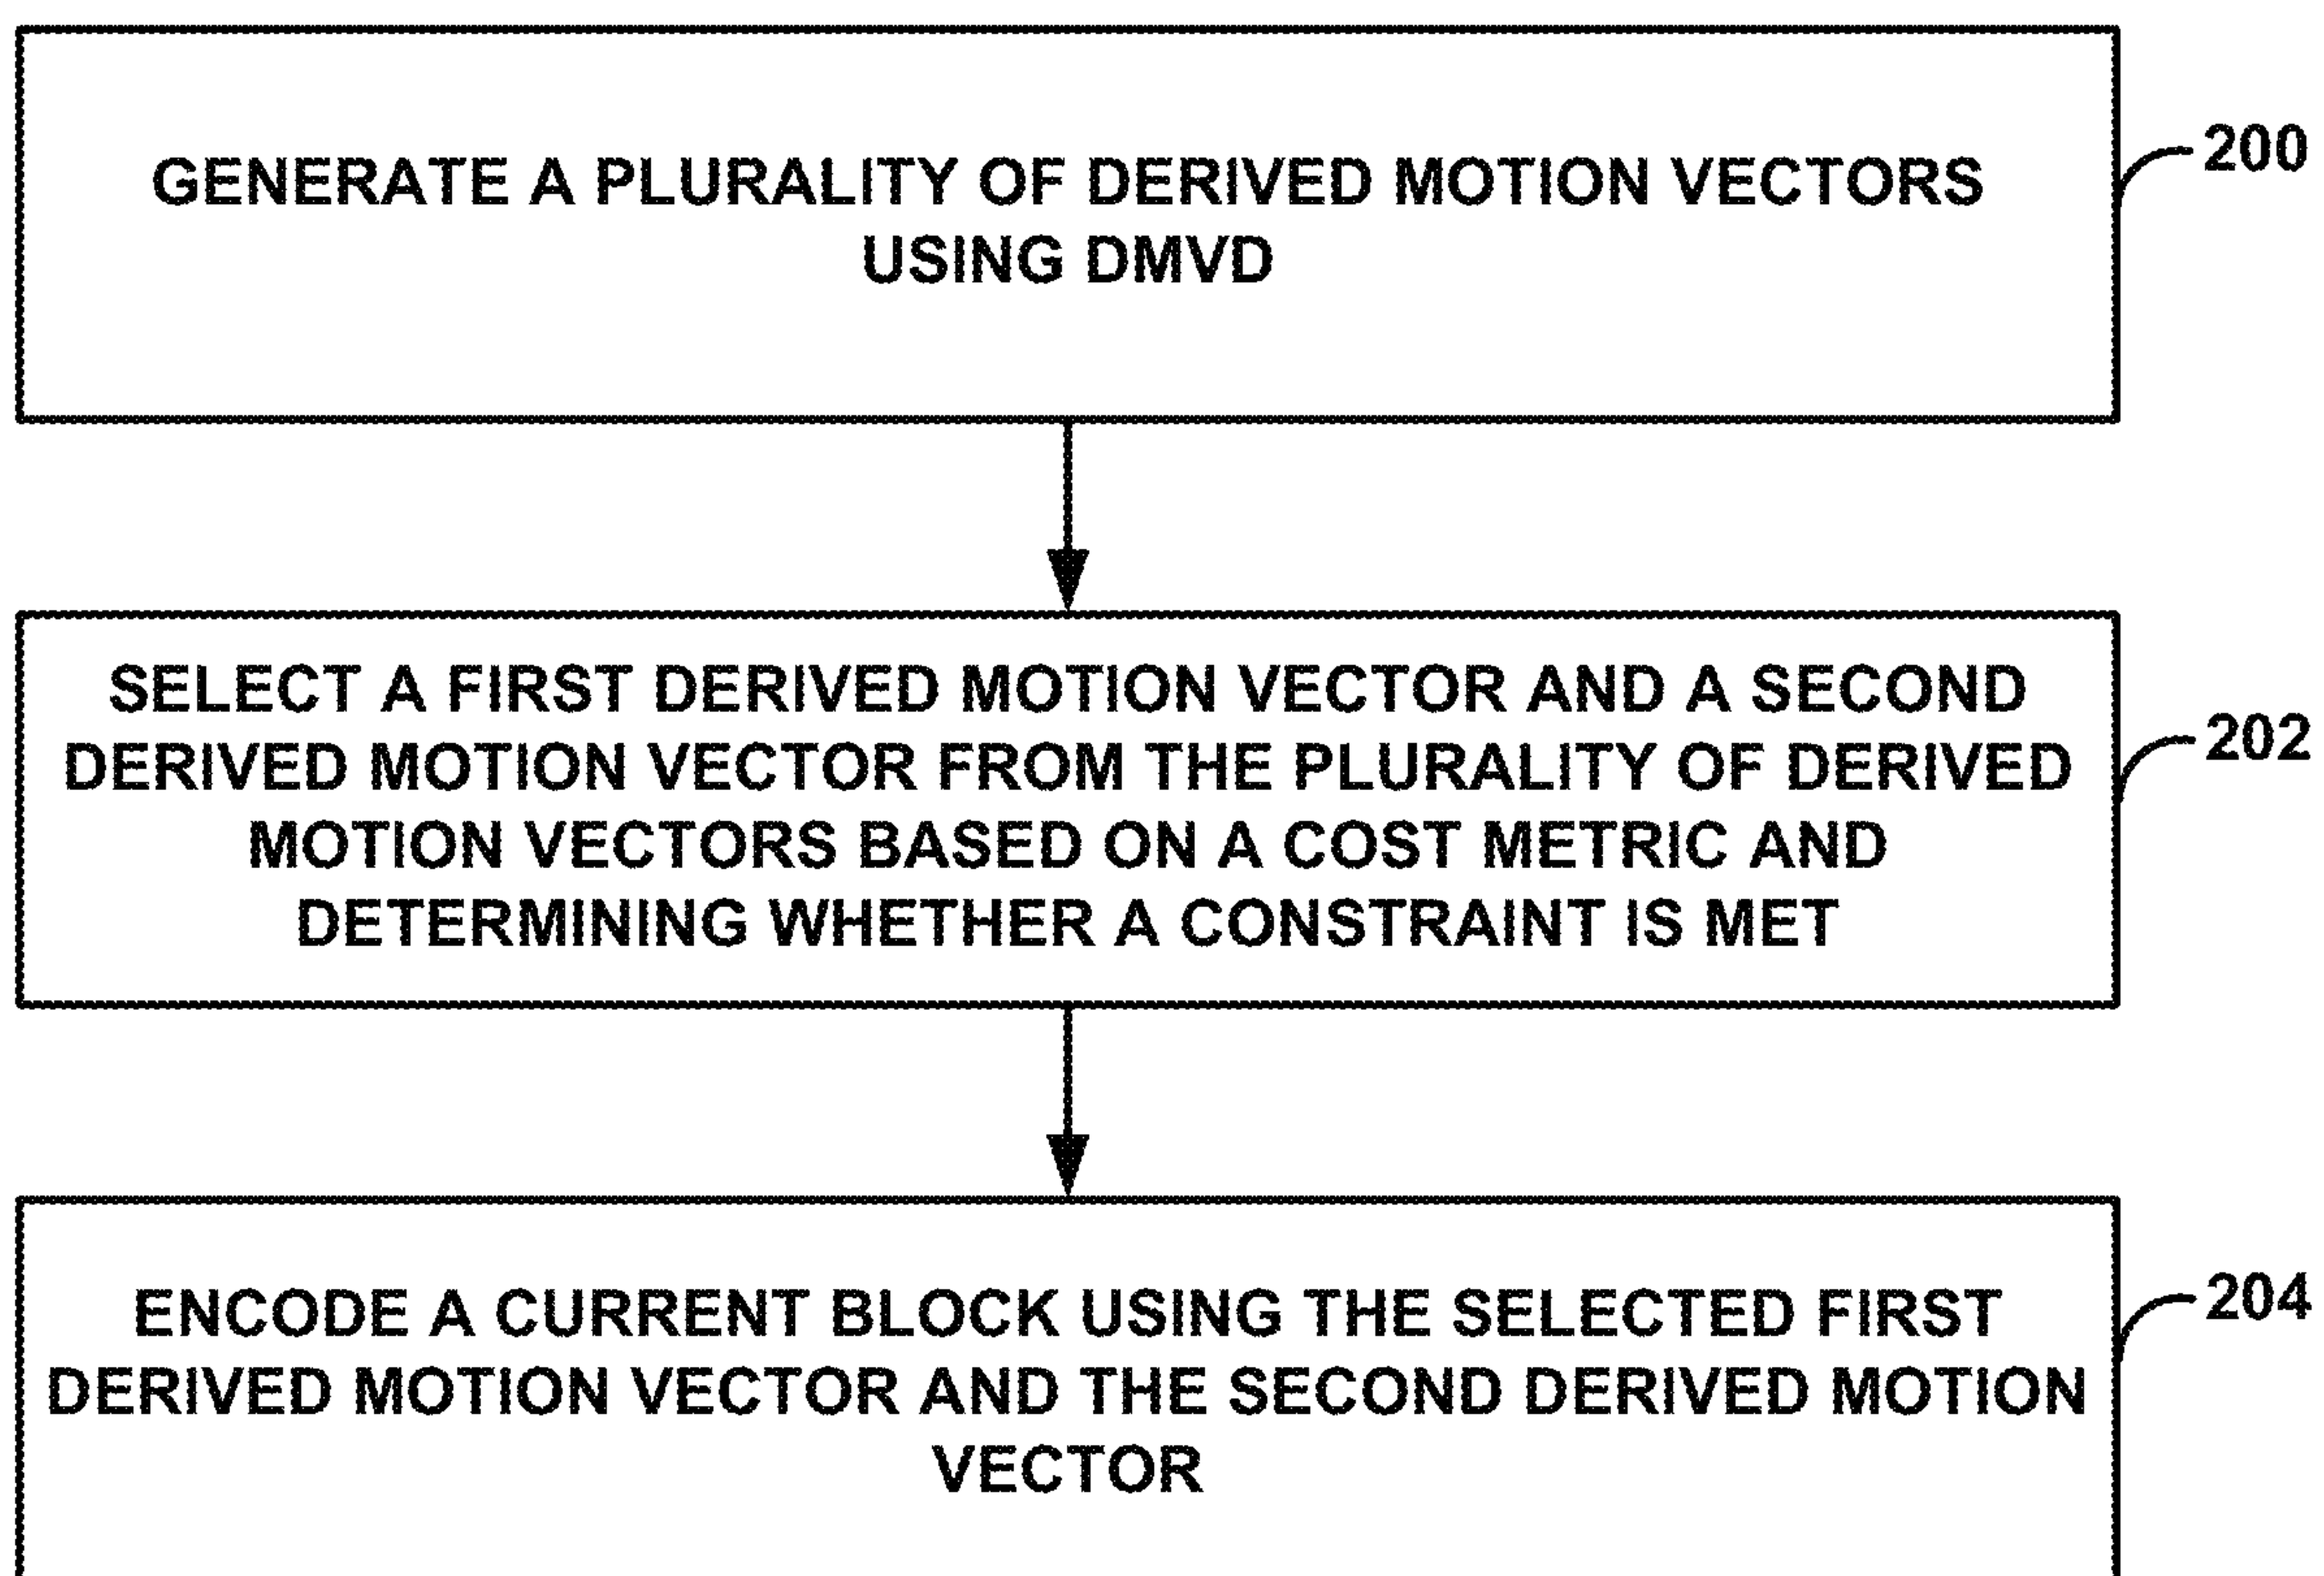 GENERATE A PLURALITY OF DERIVED MOTION VECTORS
USING DMVD
200
SELECT A FIRST DERIVED MOTION VECTOR AND A SECOND
DERIVED MOTION VECTOR FROM THE PLURALITY OF DERIVED
MOTION VECTORS BASED ON A COST METRIC AND
DETERMINING WHETHER A CONSTRAINT IS MET
202
ENCODE A CURRENT BLOCK USING THE SELECTED FIRST
DERIVED MOTION VECTOR AND THE SECOND DERIVED MOTION
VECTOR
204